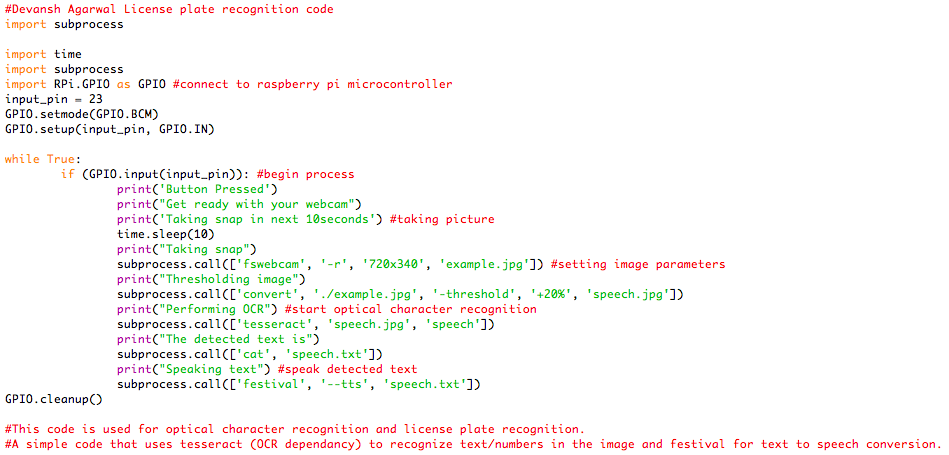 #Devansh Agarwal License plate recognition code
import subprocess

import time
import subprocess
import RPi.GPIO as GPIO #connect to raspberry pi microcontroller
input_pin = 23
GPIO.setmode(GPIO.BCM)
GPIO.setup(input_pin, GPIO.IN)

while True:
        if (GPIO.input(input_pin)): #begin process
                print('Button Pressed')
                print("Get ready with your webcam")
                print('Taking snap in next 10seconds') #taking picture
                time.sleep(10)
                print("Taking snap")
                subprocess.call(['fswebcam', '-r', '720x340', 'example.jpg']) #setting image parameters
                print("Thresholding image")
                subprocess.call(['convert', './example.jpg', '-threshold', '+20%', 'speech.jpg'])
                print("Performing OCR") #start optical character recognition
                subprocess.call(['tesseract', 'speech.jpg', 'speech'])
                print("The detected text is")
                subprocess.call(['cat', 'speech.txt'])
                print("Speaking text") #speak detected text
                subprocess.call(['festival', '--tts', 'speech.txt'])
GPIO.cleanup()

#This code is used for optical character recognition and license plate recognition.
#A simple code that uses tesseract (OCR dependancy) to recognize text/numbers in the image and festival for text to speech conversion.